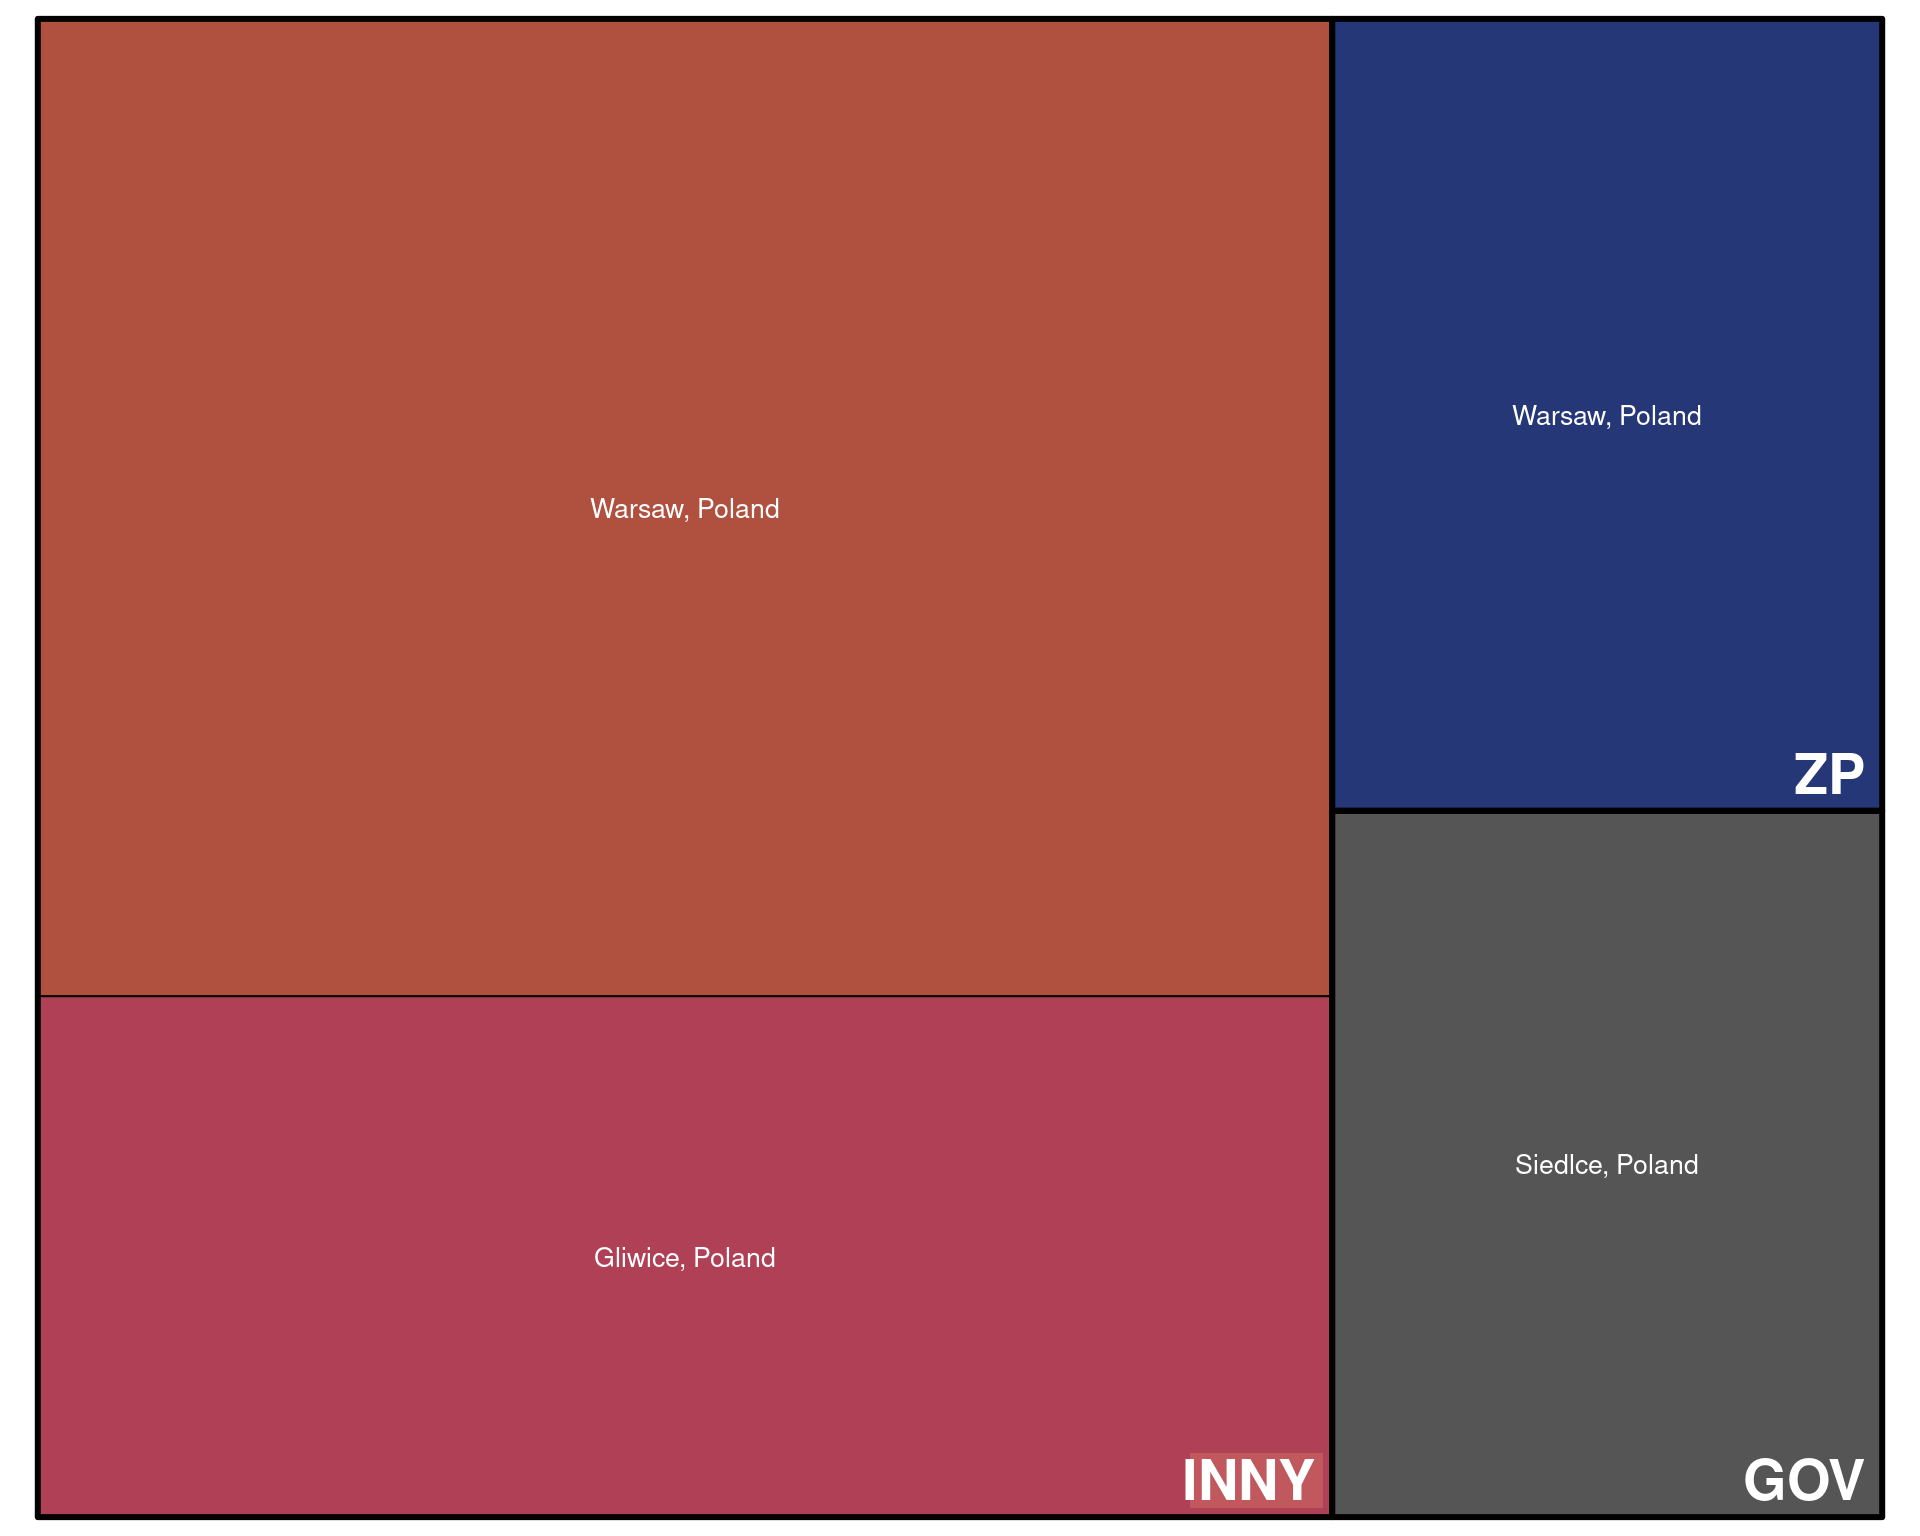 Warsaw, Poland
Gliwice, Poland
INNY
Warsaw, Poland
ZP
Siedlce, Poland
GOV